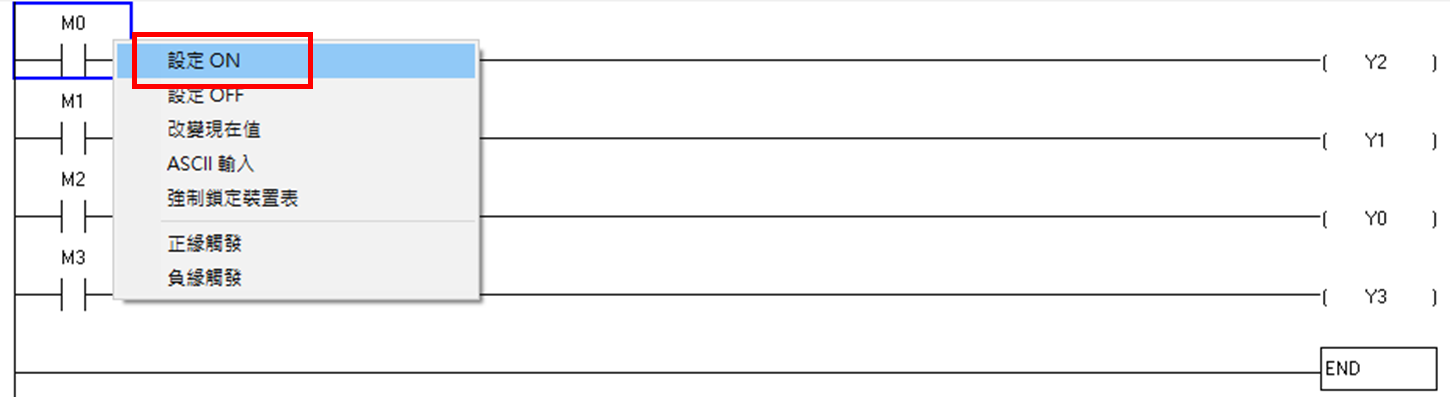 M0
設定 ON
( Y2 )
設定 OFF
M1
改變現在值
( Y1 )
ASCII 輸入
M2
強制鎖定裝置表
( Y0 )
正緣觸發
M3
負緣觸發
( Y3 )
END